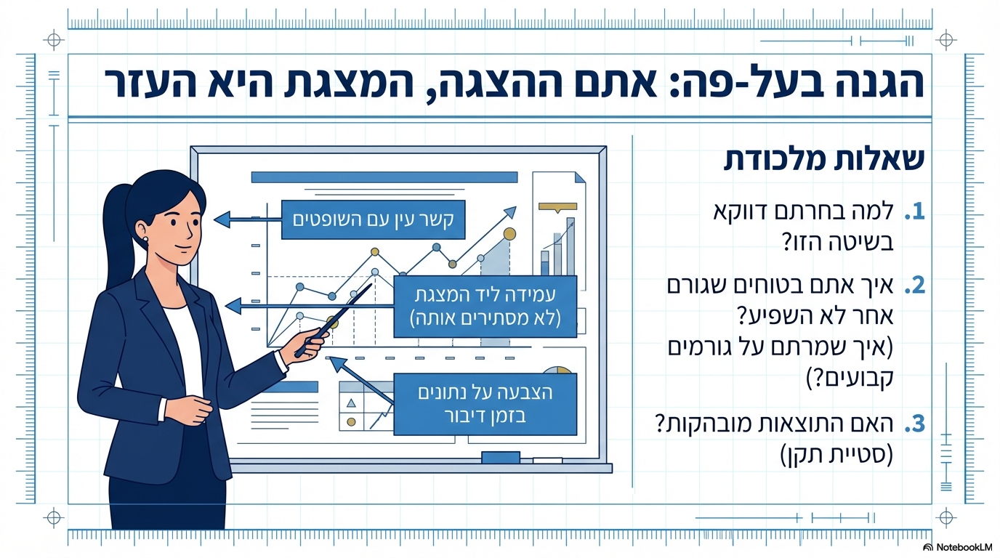 הגנה בעל-פה: אתם ההצגה, המצגת היא העזר
שאלות מלכודת
1. למה בחרתם דווקא
בשיטה הזו?
2. איך אתם בטוחים שגורם
אחר לא השפיע?
(איך שמרתם על גורמים
קבועים?)
3. האם התוצאות מובהקות?
(סטיית תקן)
קשר עין עם השופטים
עמידה ליד המצגת
(לא מסתירים אותה)
הצבעה על נתונים
בזמן דיבור
NotebookLM